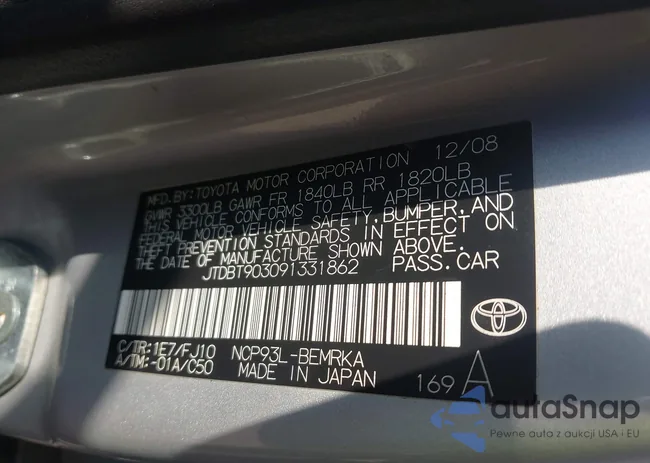 MFD.BY:TOYOTA MOTOR CORPORATION 12/08
GVWR 3300LB GAWR FR 1840LB RR 1820LB
THIS VEHICLE CONFORMS TO ALL APPLICABLE
FEDERAL MOTOR VEHICLE SAFETY,BUMPER,AND
THEFT PREVENTION STANDARDS IN EFFECT ON
THE DATE OF MANUFACTURE SHOWN ABOVE.
JTDBT903091331862 PASS.CAR
C/TR:1E7/FJ10 NCP93L-BEMRKA
A/TM:-01A/C50 MADE IN JAPAN 169 A
autoSnap
Pewne auta z aukcji USA i EU